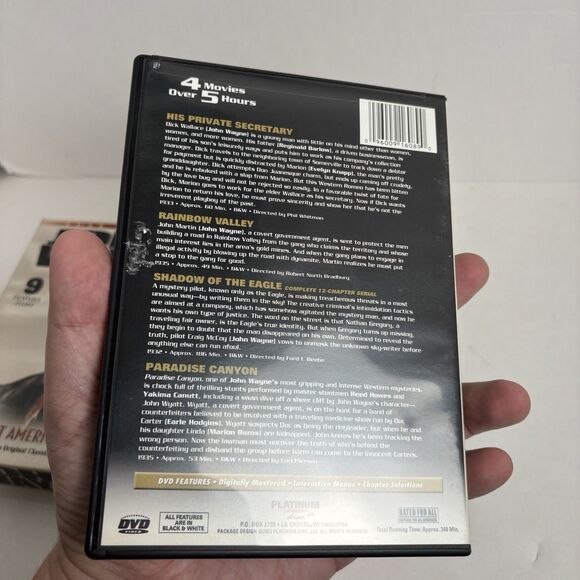 4 Movies
Over 5 Hours
0 96009 16089 0
HIS PRIVATE SECRETARY
Dick Wallace (John Wayne) is a young man with little on his mind other than women,
women, and more women. His father (Reginald Barlow), a driven businessman, is
tired of his son's leisurely ways and puts him to work as his company's collection
manager. Dick travels to the neighboring town of Somerville to track down a debtor
for payment but is quickly distracted by Marion (Evelyn Knapp), the man's pretty
granddaughter. Dick attempts Don Juanesque charm, but ends up coming off crudely,
and he is rebuked with a slap from Marion. But this Western Romeo has been bitten
by the love bug and will not be rejected so easily. In a favorable twist of fate for
Dick, Marion goes to work for the elder Wallace as his secretary. Now if Dick wants
Marion to return his love, he must prove sincerity and show her that he's not the
irreverent playboy of the past.
1933 • Approx. 60 Min. • B&W • Directed by Phil Whitman
RAINBOW VALLEY
John Martin (John Wayne), a covert government agent, is sent to protect the men
building a road in Rainbow Valley from the gang who claims the territory and whose
main interest lies in the area's gold mines. And when the gang plans to engage in
illegal activity by blowing up the road with dynamite, Martin realizes he must put
a stop to the gang for good.
1935 • Approx. 49 Min. • B&W • Directed by Robert North Bradbury
SHADOW OF THE EAGLE COMPLETE 12-CHAPTER SERIAL
A mystery pilot, known only as the Eagle, is making treacherous threats in a most
unusual way—by writing them in the sky! The creative criminal's intimidation tactics
are aimed at a company, which has somehow agitated the mystery man, and now he
wants his own type of justice. The word on the street is that Nathan Gregory, a
traveling fair owner, is the Eagle's true identity. But when Gregory turns up missing,
they begin to doubt that the man disappeared on his own. Determined to reveal the
truth, pilot Craig McCoy (John Wayne) vows to unmask the unknown sky-writer before
anything else can run afoul.
1932 • Approx. 186 Min. • B&W • Directed by Ford E Beebe
PARADISE CANYON
Paradise Canyon, one of John Wayne's most gripping and intense Western mysteries,
is chock full of thrilling stunts performed by master stuntmen Reed Howes and
Yakima Canutt, including a swan dive off a sheer cliff by John Wayne's character—
John Wyatt. Wyatt, a covert government agent, is on the hunt for a band of
counterfeiters believed to be involved with a traveling medicine show run by Doc
Carter (Earle Hodgins). Wyatt suspects Doc as being the ringleader, but when he and
his daughter Linda (Marion Burns) are kidnapped, John knows he's been tracking the
wrong person. Now the lawman must uncover the truth of who's behind the
counterfeiting and disband the group before harm can come to the innocent Carters.
1935 • Approx. 53 Min. • B&W • Directed by Carl Pierson
DVD FEATURES • Digitally Mastered • Interactive Menus • Chapter Selections
DVD
VIDEO
ALL FEATURES
ARE IN
BLACK & WHITE
PLATINUM
disc
P.O. BOX 2798 • LA CROSSE, WI 54602-2798
RATED FOR ALL
Total Running Time: Approx. 348 Min.
9
FEATURE
FILMS
T AMERI
Original Classi